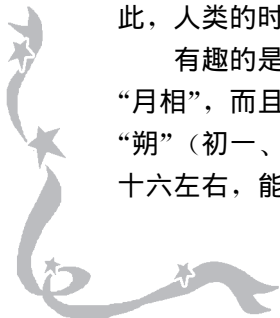 此，人类的时
有趣的是
“月相”，而且
“朔”（初一、
十六左右，能